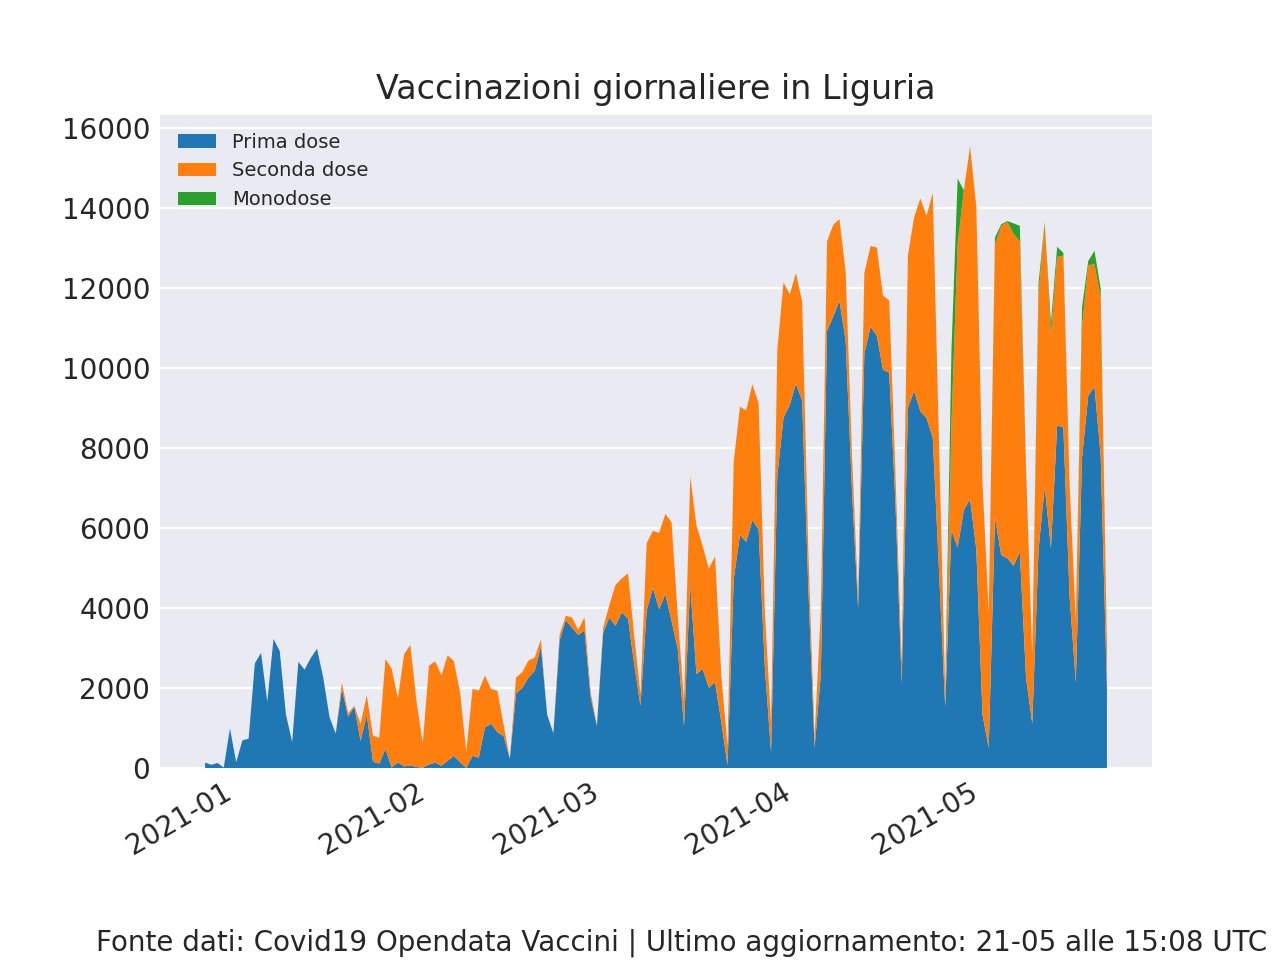 Vaccinazioni giornaliere in Liguria
16000
14000
12000
10000
8000
6000
4000
2000
0
Prima dose
Seconda dose
Monodose
2021-01
2021-02
2021-03
2021-04
2021-05
Fonte dati: Covid19 Opendata Vaccini | Ultimo aggiornamento: 21-05 alle 15:08 UTC